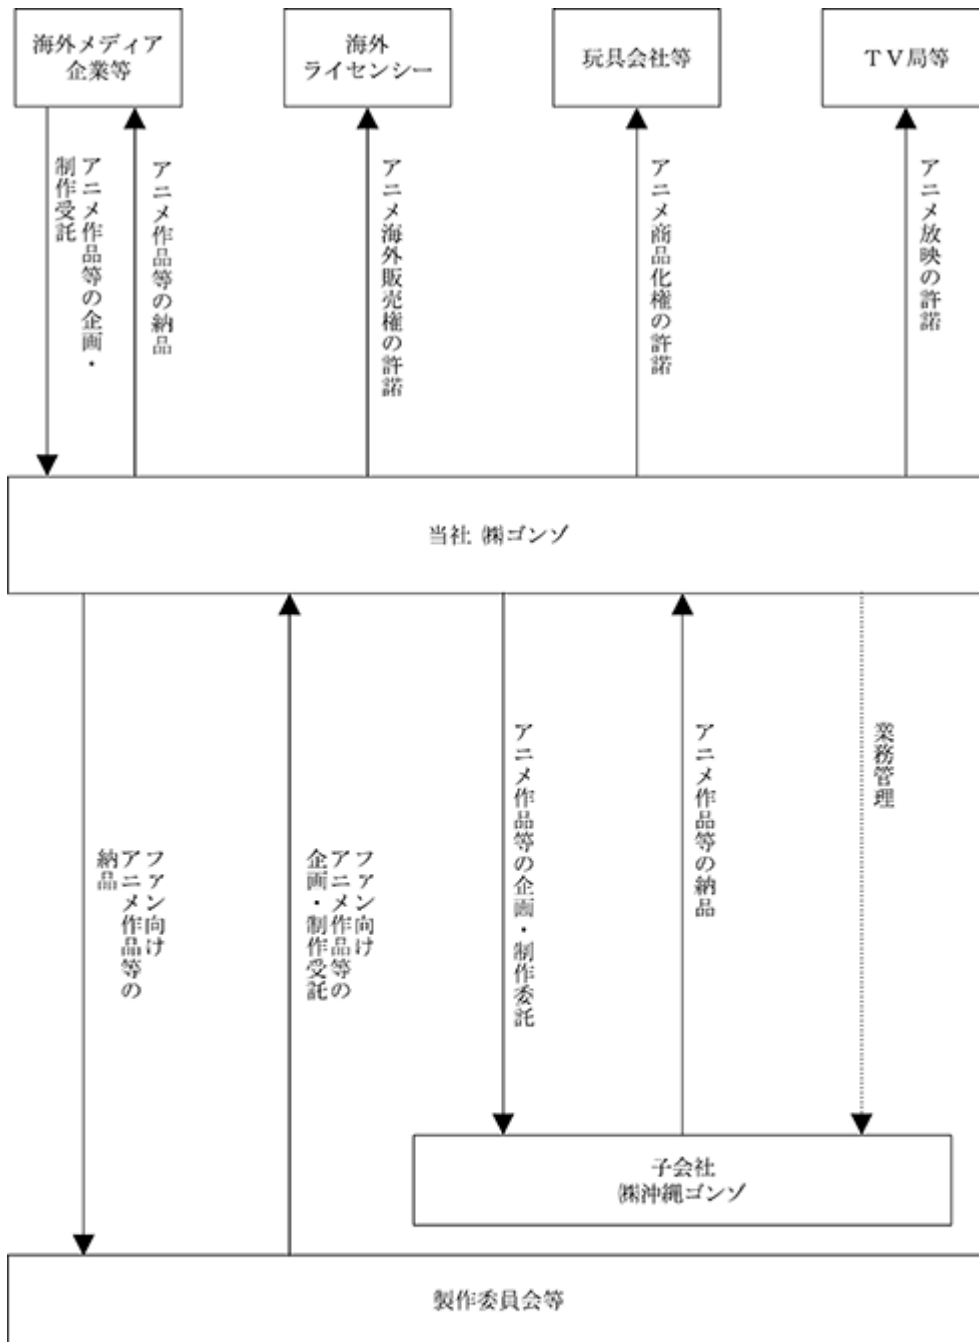 海外メディア
企業等
海外
ライセンシー
玩具会社等
ＴＶ局等
アニメ作品等の企画・
制作受託
アニメ作品等の納品
アニメ海外販売権の許諾
アニメ商品化権の許諾
アニメ放映の許諾
当社 ㈱ゴンゾ
ファン向け
アニメ作品等の
納品
ファン向け
アニメ作品等の
企画・制作受託
アニメ作品等の企画・制作委託
アニメ作品等の納品
業務管理
子会社
㈱沖縄ゴンゾ
製作委員会等